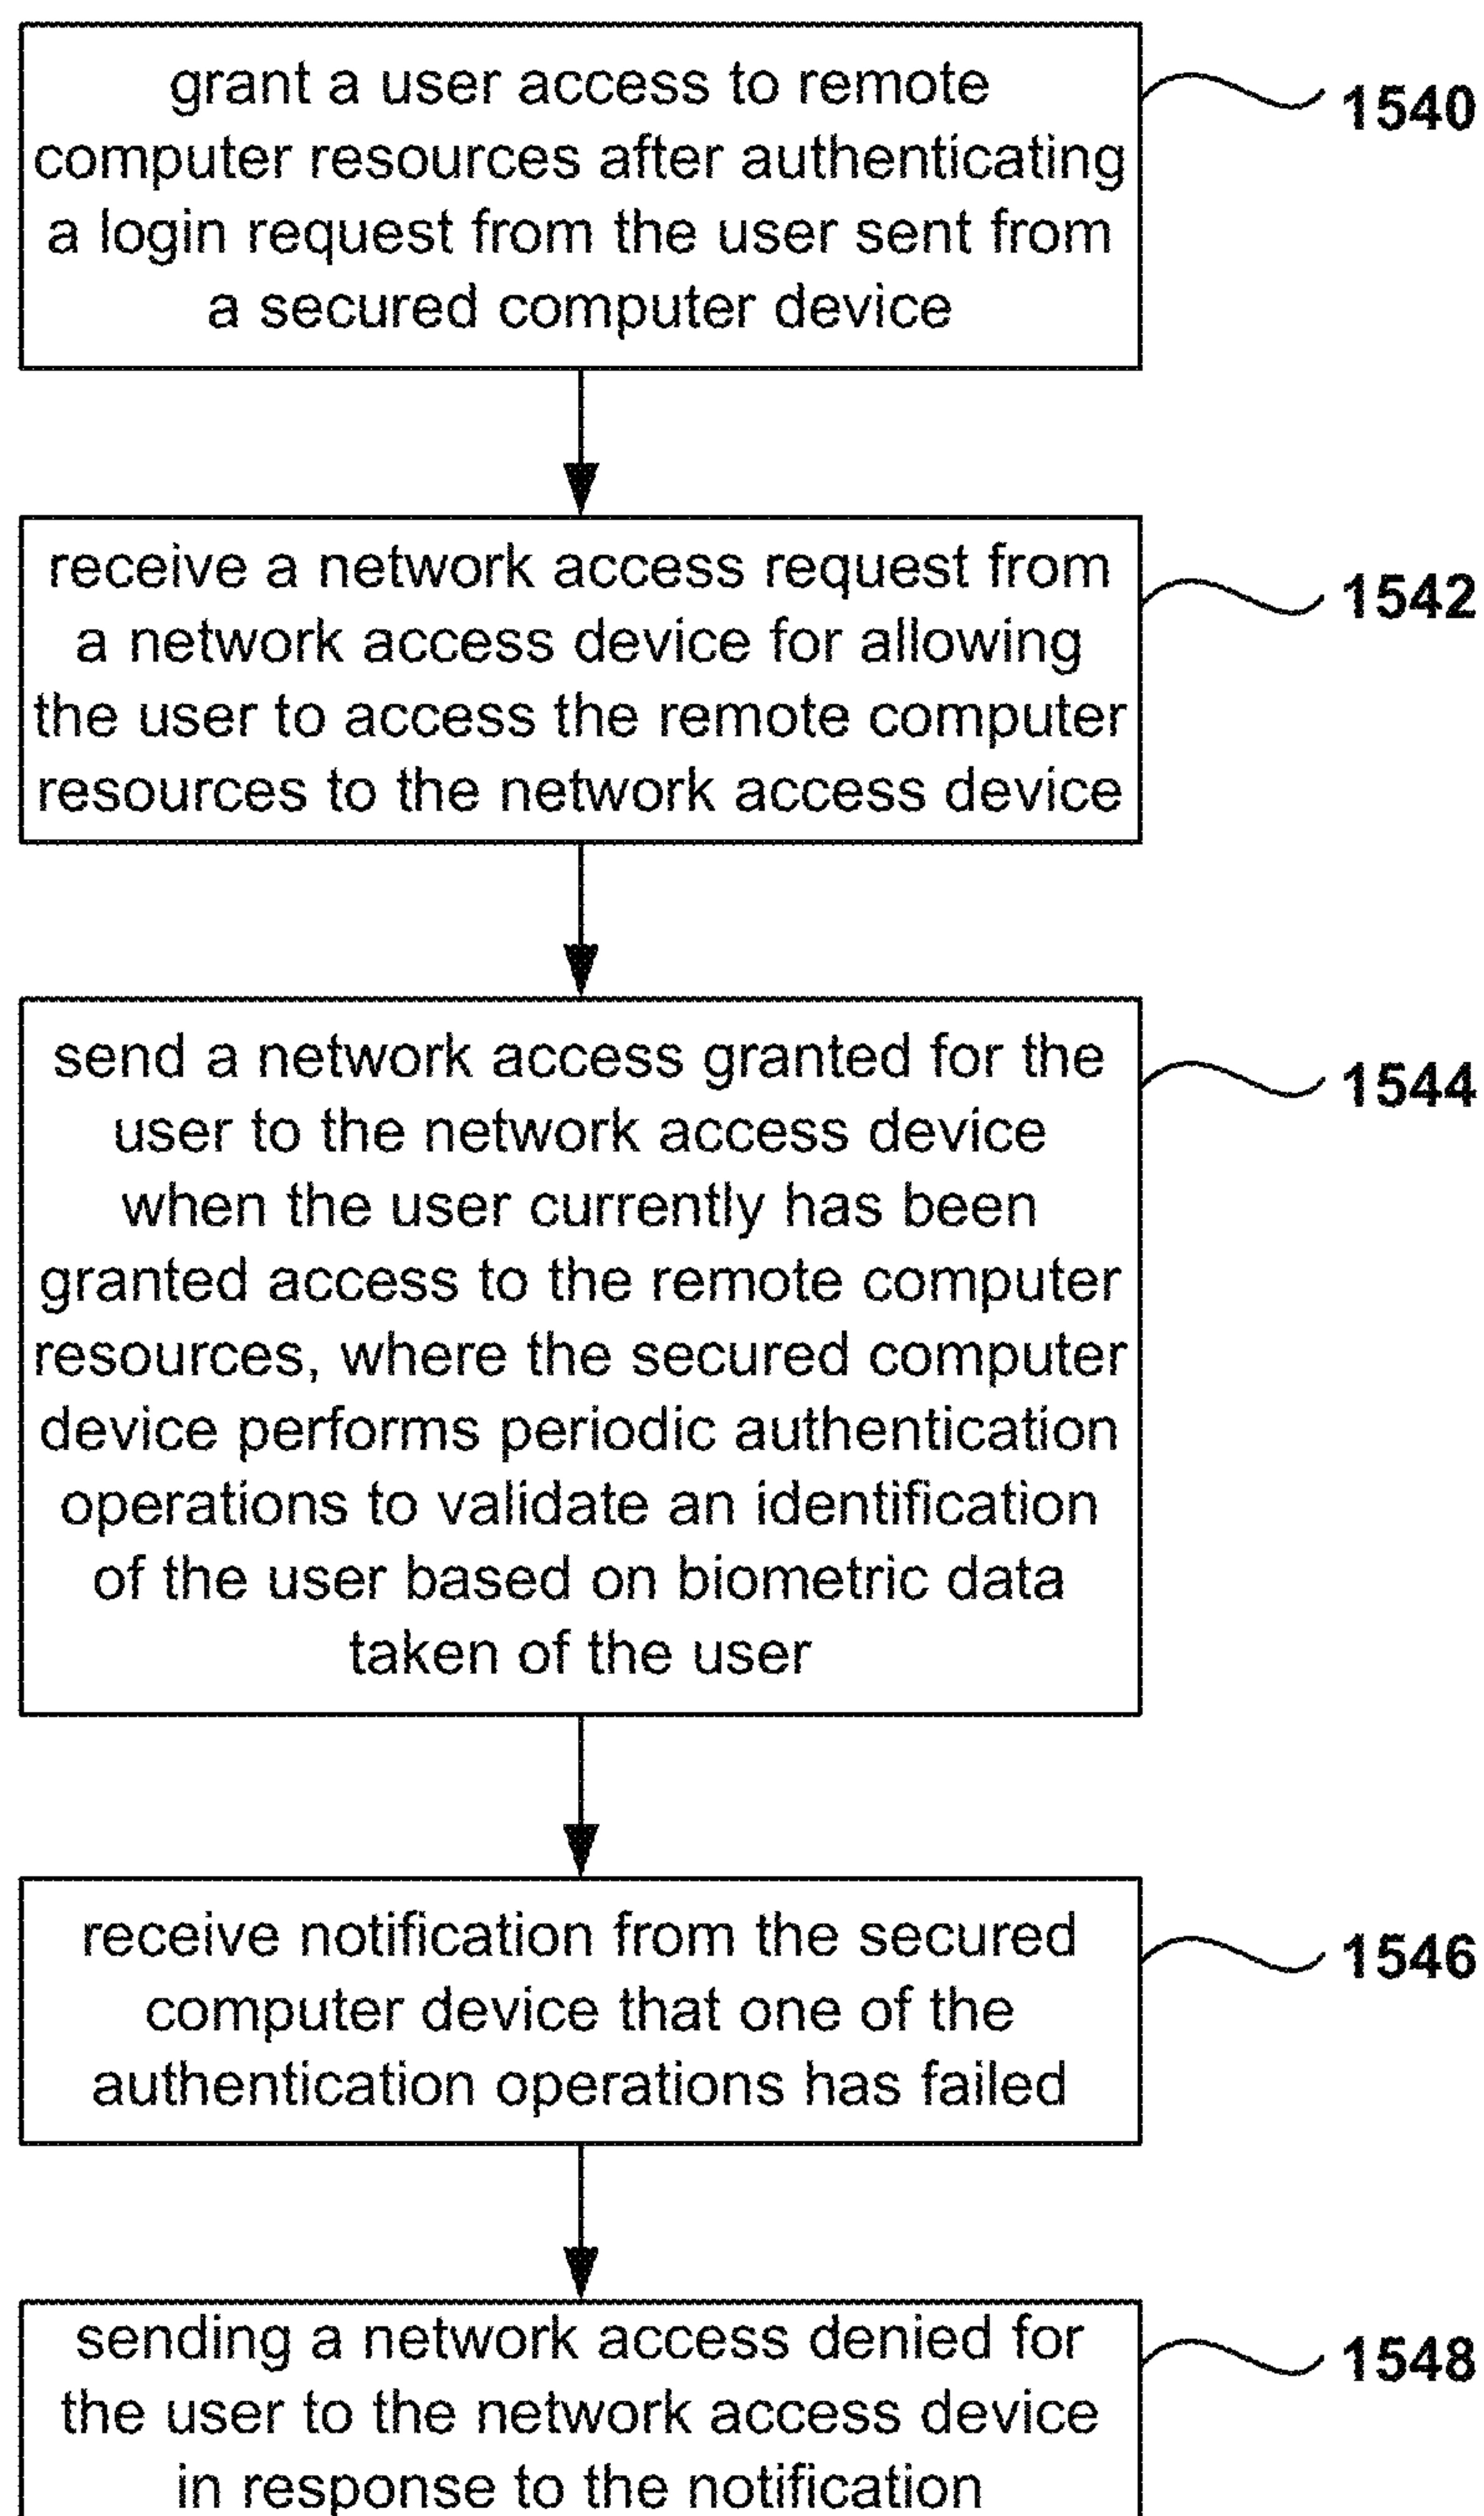 grant a user access to remote
computer resources after authenticating
a login request from the user sent from
a secured computer device
1540
receive a network access request from
a network access device for allowing
the user to access the remote computer
resources to the network access device
1542
send a network access granted for the
user to the network access device
when the user currently has been
granted access to the remote computer
resources, where the secured computer
device performs periodic authentication
operations to validate an identification
of the user based on biometric data
taken of the user
1544
receive notification from the secured
computer device that one of the
authentication operations has failed
1546
sending a network access denied for
the user to the network access device
in response to the notification
1548